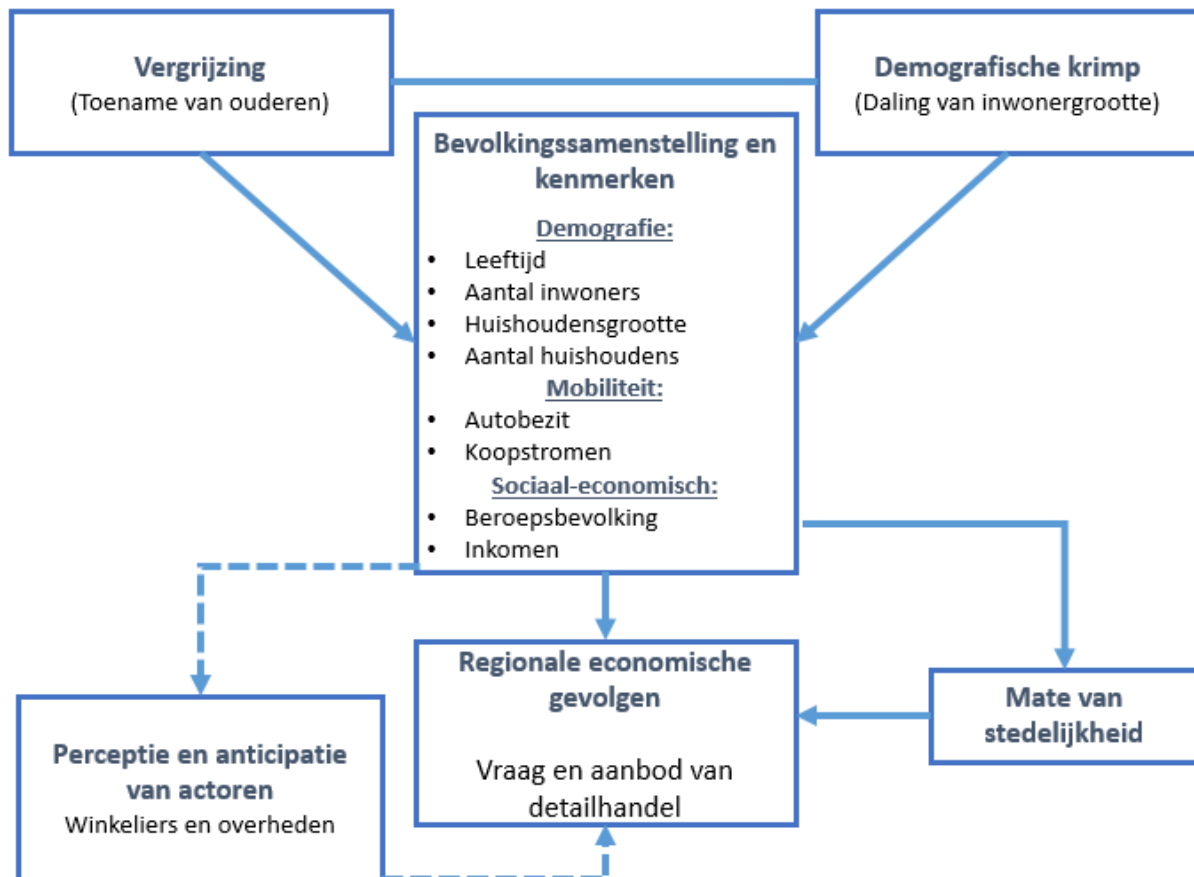 Vergrijzing
(Toename van ouderen)
Demografische krimp
(Daling van inwonergrootte)
Bevolkingssamenstelling en
kenmerken
Demografie:
• Leeftijd
• Aantal inwoners
• Huishoudensgrootte
• Aantal huishoudens
Mobiliteit:
• Autobezit
• Koopstromen
Sociaal-economisch:
• Beroepsbevolking
• Inkomen
Perceptie en anticipatie
van actoren
Winkeliers en overheden
Regionale economische
gevolgen
Vraag en aanbod van
detailhandel
Mate van
stedelijkheid